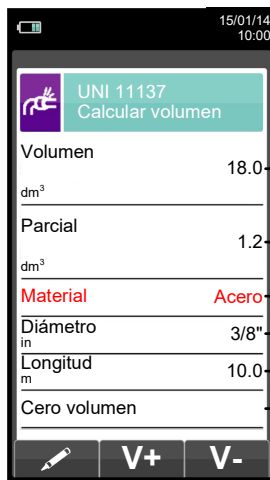 15/01/14
10:00
UNI 11137
Calcular volumen
Volumen
18.0
dm³
Parcial
1.2
dm³
Material Acero
Diámetro 3/8"
in
Longitud 10.0
m
Cero volumen
V+ V-